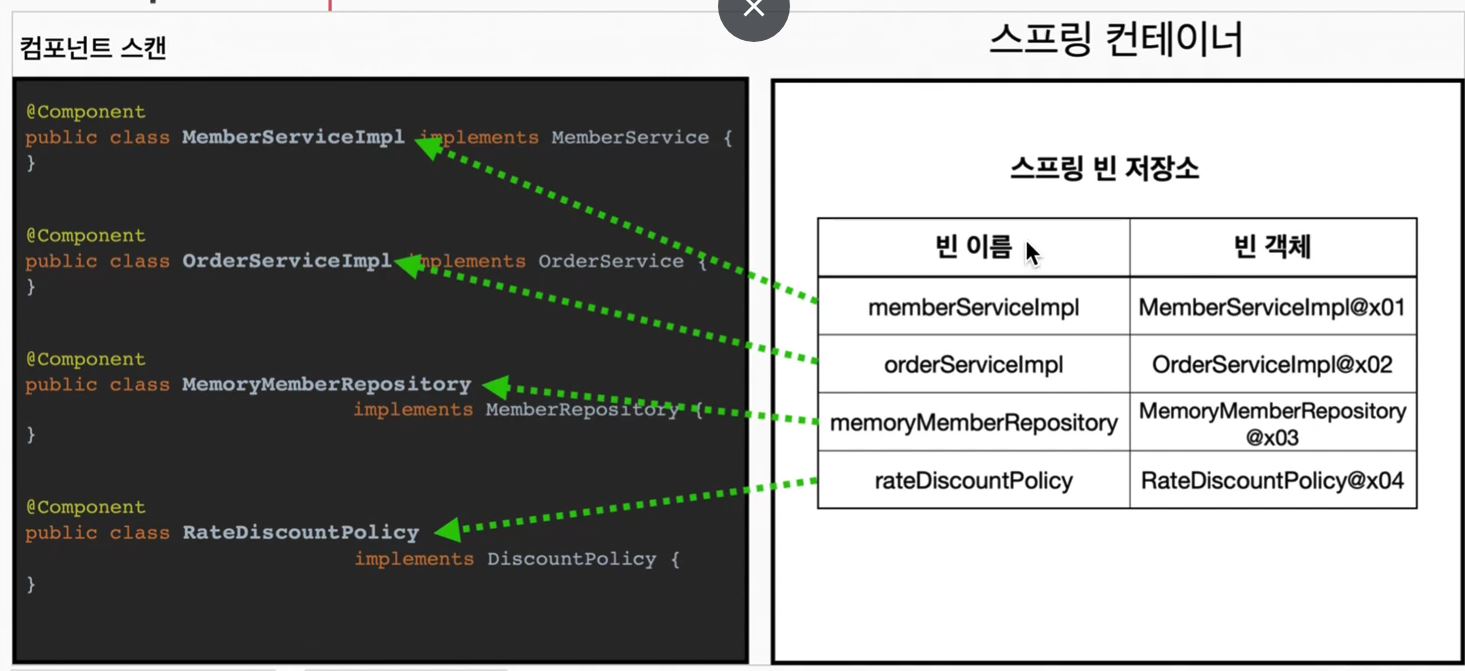 컴포넌트 스캔
스프링 컨테이너
@Component
public class MemberServiceImpl implements MemberService {
}
@Component
public class OrderServiceImpl implements OrderService {
}
@Component
public class MemoryMemberRepository
implements MemberRepository {
}
@Component
public class RateDiscountPolicy
implements DiscountPolicy {
}
스프링 빈 저장소
빈 이름 빈 객체
memberServiceImpl MemberServiceImpl@x01
orderServiceImpl OrderServiceImpl@x02
memoryMemberRepository MemoryMemberRepository
@x03
rateDiscountPolicy RateDiscountPolicy@x04